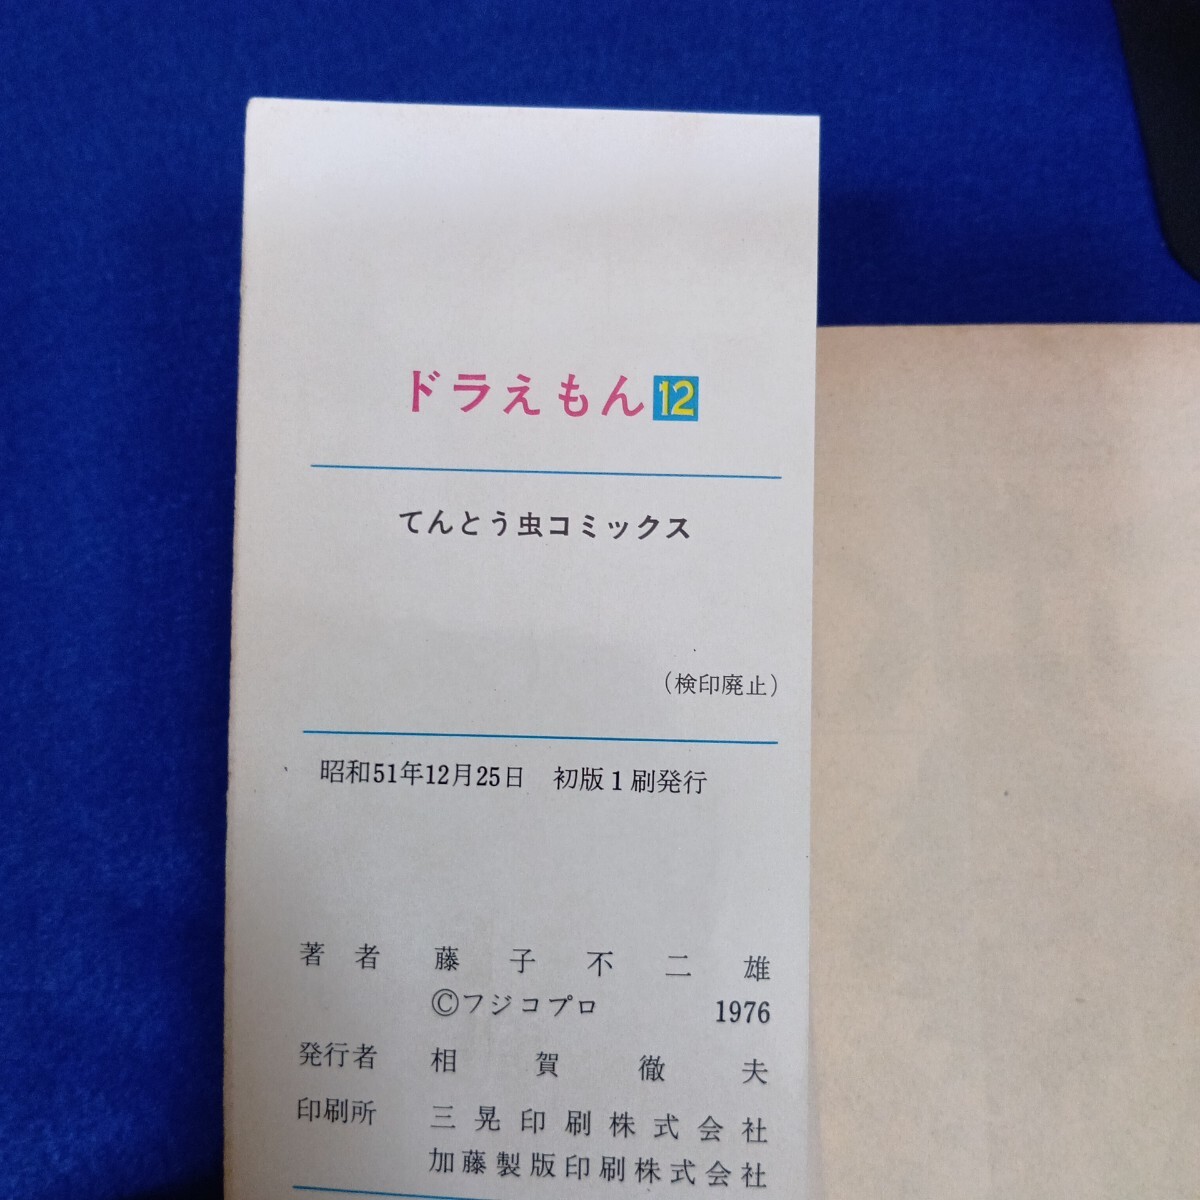 ドラえもん12
てんとう虫コミックス
（検印廃止）
昭和51年12月25日　初版1刷発行
著者　藤子不二雄
©フジコプロ　1976
発行者　相賀徹夫
印刷所　三晃印刷株式会社
加藤製版印刷株式会社